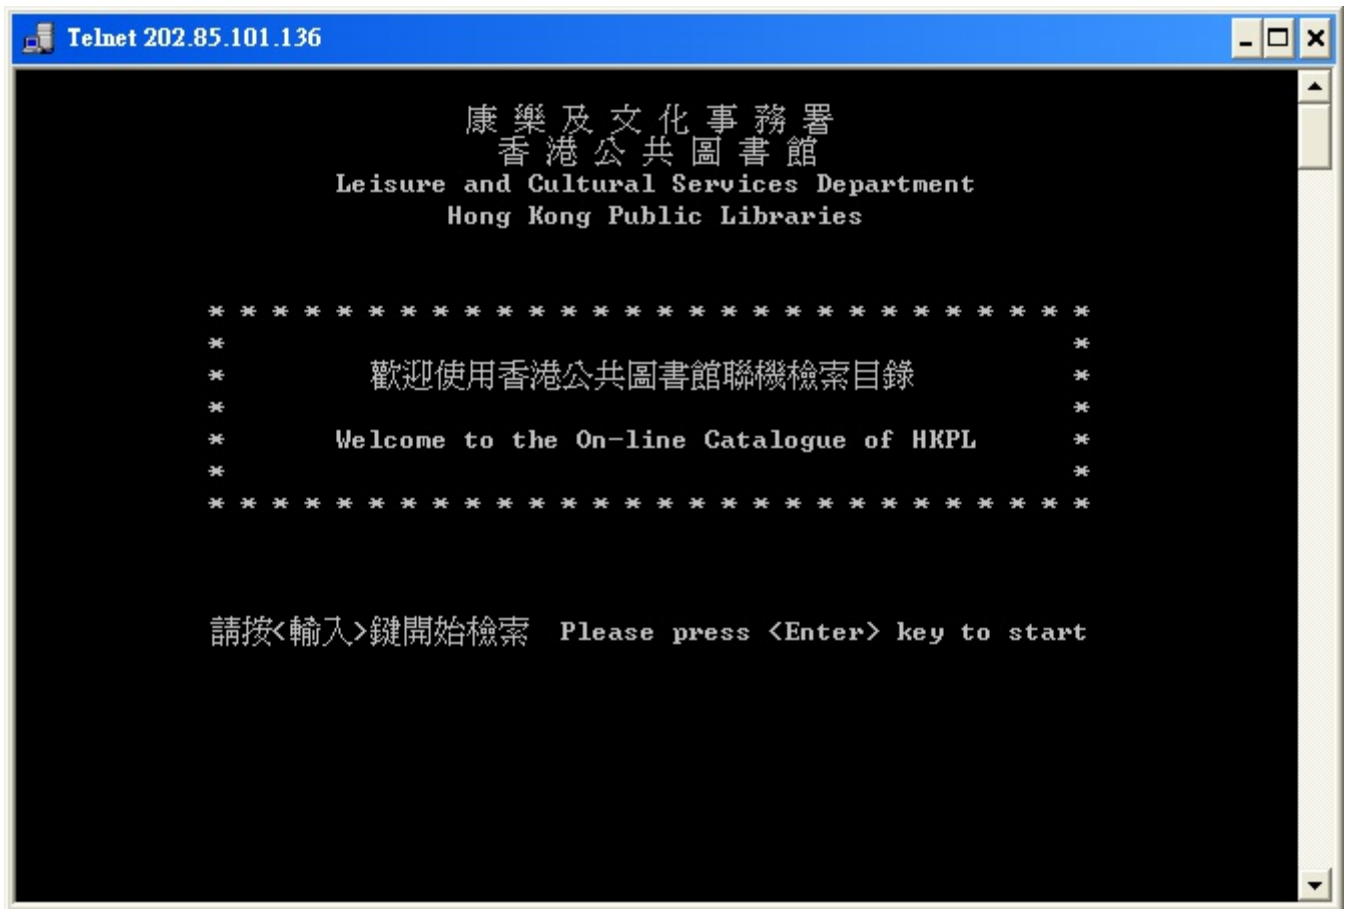 Telnet 202.85.101.136
康樂及文化事務署
香港公共圖書館
Leisure and Cultural Services Department
Hong Kong Public Libraries
* * * * * * * * * * * * * * * * * * * * * * * * * * * *
* *
* 歡迎使用香港公共圖書館聯機檢索目錄 *
* *
* Welcome to the On-line Catalogue of HKPL *
* *
* * * * * * * * * * * * * * * * * * * * * * * * * * * *
請按<輸入>鍵開始檢索 Please press <Enter> key to start